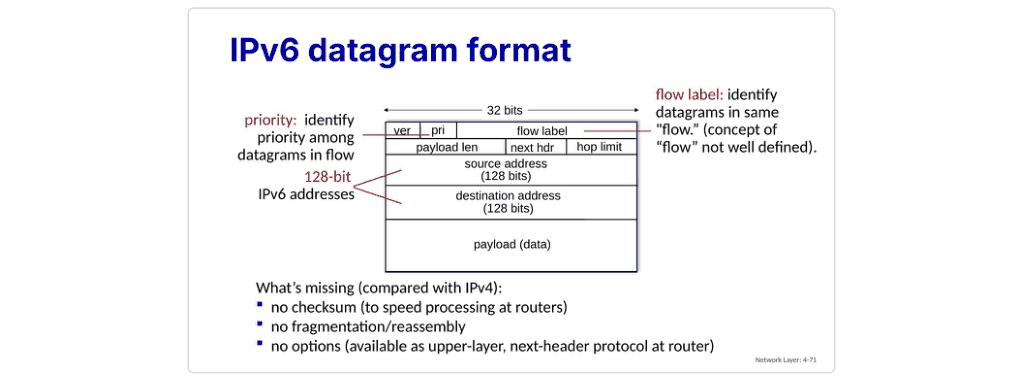 IPv6 datagram format
priority: identify
priority among
datagrams in flow
128-bit
IPv6 addresses
32 bits
ver pri flow label
payload len next hdr hop limit
source address
(128 bits)
destination address
(128 bits)
payload (data)
flow label: identify
datagrams in same
“flow.” (concept of
“flow” not well defined).
What’s missing (compared with IPv4):
▪ no checksum (to speed processing at routers)
▪ no fragmentation/reassembly
▪ no options (available as upper-layer, next-header protocol at router)
Network Layer: 4-71